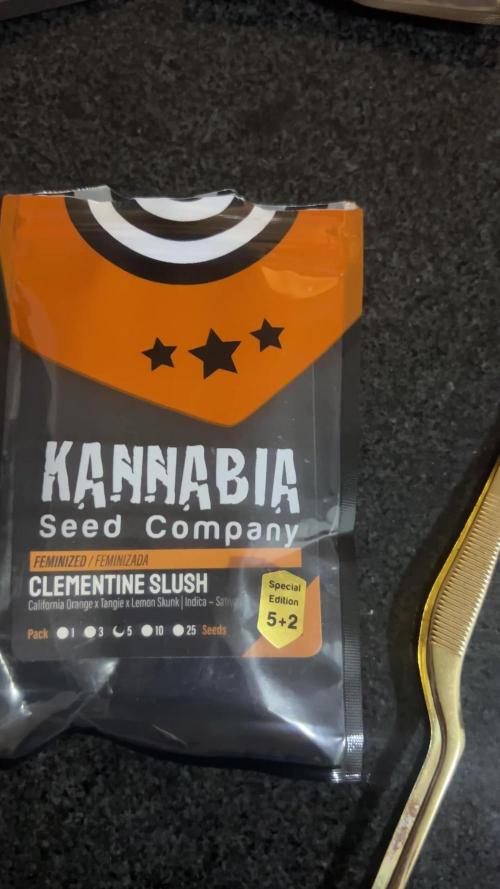 KANNABIA
Seed Company
FEMINIZED / FEMINIZADA
CLEMENTINE SLUSH
California Orange x Tangie x Lemon Skunk | Indica –
Special
Edition
5+2
Pack 1 3 5 10 25 Seeds